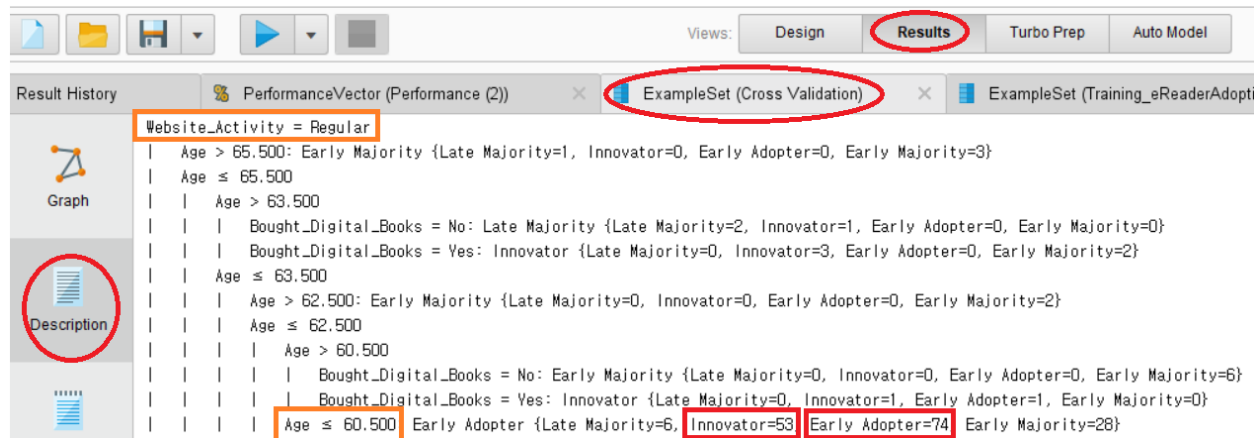 Views: Design Results Turbo Prep Auto Model
Result History PerformanceVector (Performance (2)) ExampleSet (Cross Validation) ExampleSet (Training_eReaderAdopti
Graph
Description
Website_Activity = Regular
| Age > 65.500: Early Majority {Late Majority=1, Innovator=0, Early Adopter=0, Early Majority=3}
| Age ≤ 65.500
| | Age > 63.500
| | | Bought_Digital_Books = No: Late Majority {Late Majority=2, Innovator=1, Early Adopter=0, Early Majority=0}
| | | Bought_Digital_Books = Yes: Innovator {Late Majority=0, Innovator=3, Early Adopter=0, Early Majority=2}
| | Age ≤ 63.500
| | | Age > 62.500: Early Majority {Late Majority=0, Innovator=0, Early Adopter=0, Early Majority=2}
| | | Age ≤ 62.500
| | | | Age > 60.500
| | | | | Bought_Digital_Books = No: Early Majority {Late Majority=0, Innovator=0, Early Adopter=0, Early Majority=6}
| | | | | Bought_Digital_Books = Yes: Innovator {Late Majority=0, Innovator=1, Early Adopter=1, Early Majority=0}
| | | | Age ≤ 60.500 Early Adopter {Late Majority=6, Innovator=53 Early Adopter=74 Early Majority=28}